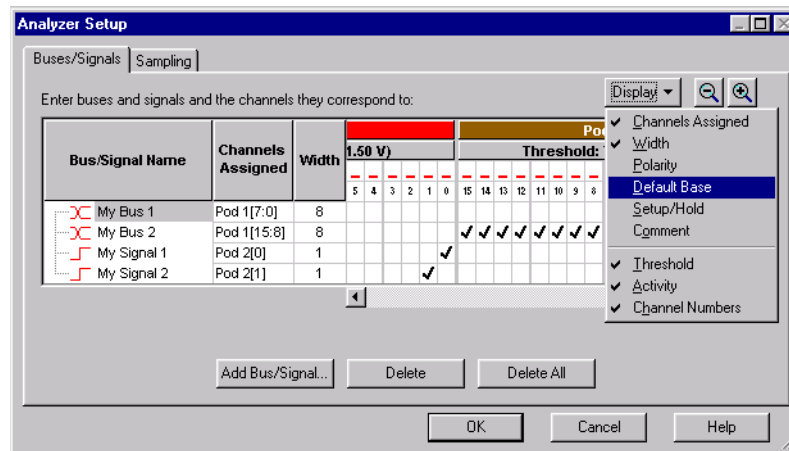 Analyzer Setup
Buses/Signals Sampling
Enter buses and signals and the channels they correspond to:
Display
Bus/Signal Name Channels Assigned Width
1.50 V) Threshold:
5 4 3 2 1 0 15 14 13 12 11 10 9 8
My Bus 1 Pod 1[7:0] 8
My Bus 2 Pod 1[15:8] 8
My Signal 1 Pod 2[0] 1
My Signal 2 Pod 2[1] 1
Channels Assigned
Width
Polarity
Default Base
Setup/Hold
Comment
Threshold
Activity
Channel Numbers
Add Bus/Signal... Delete Delete All
OK Cancel Help